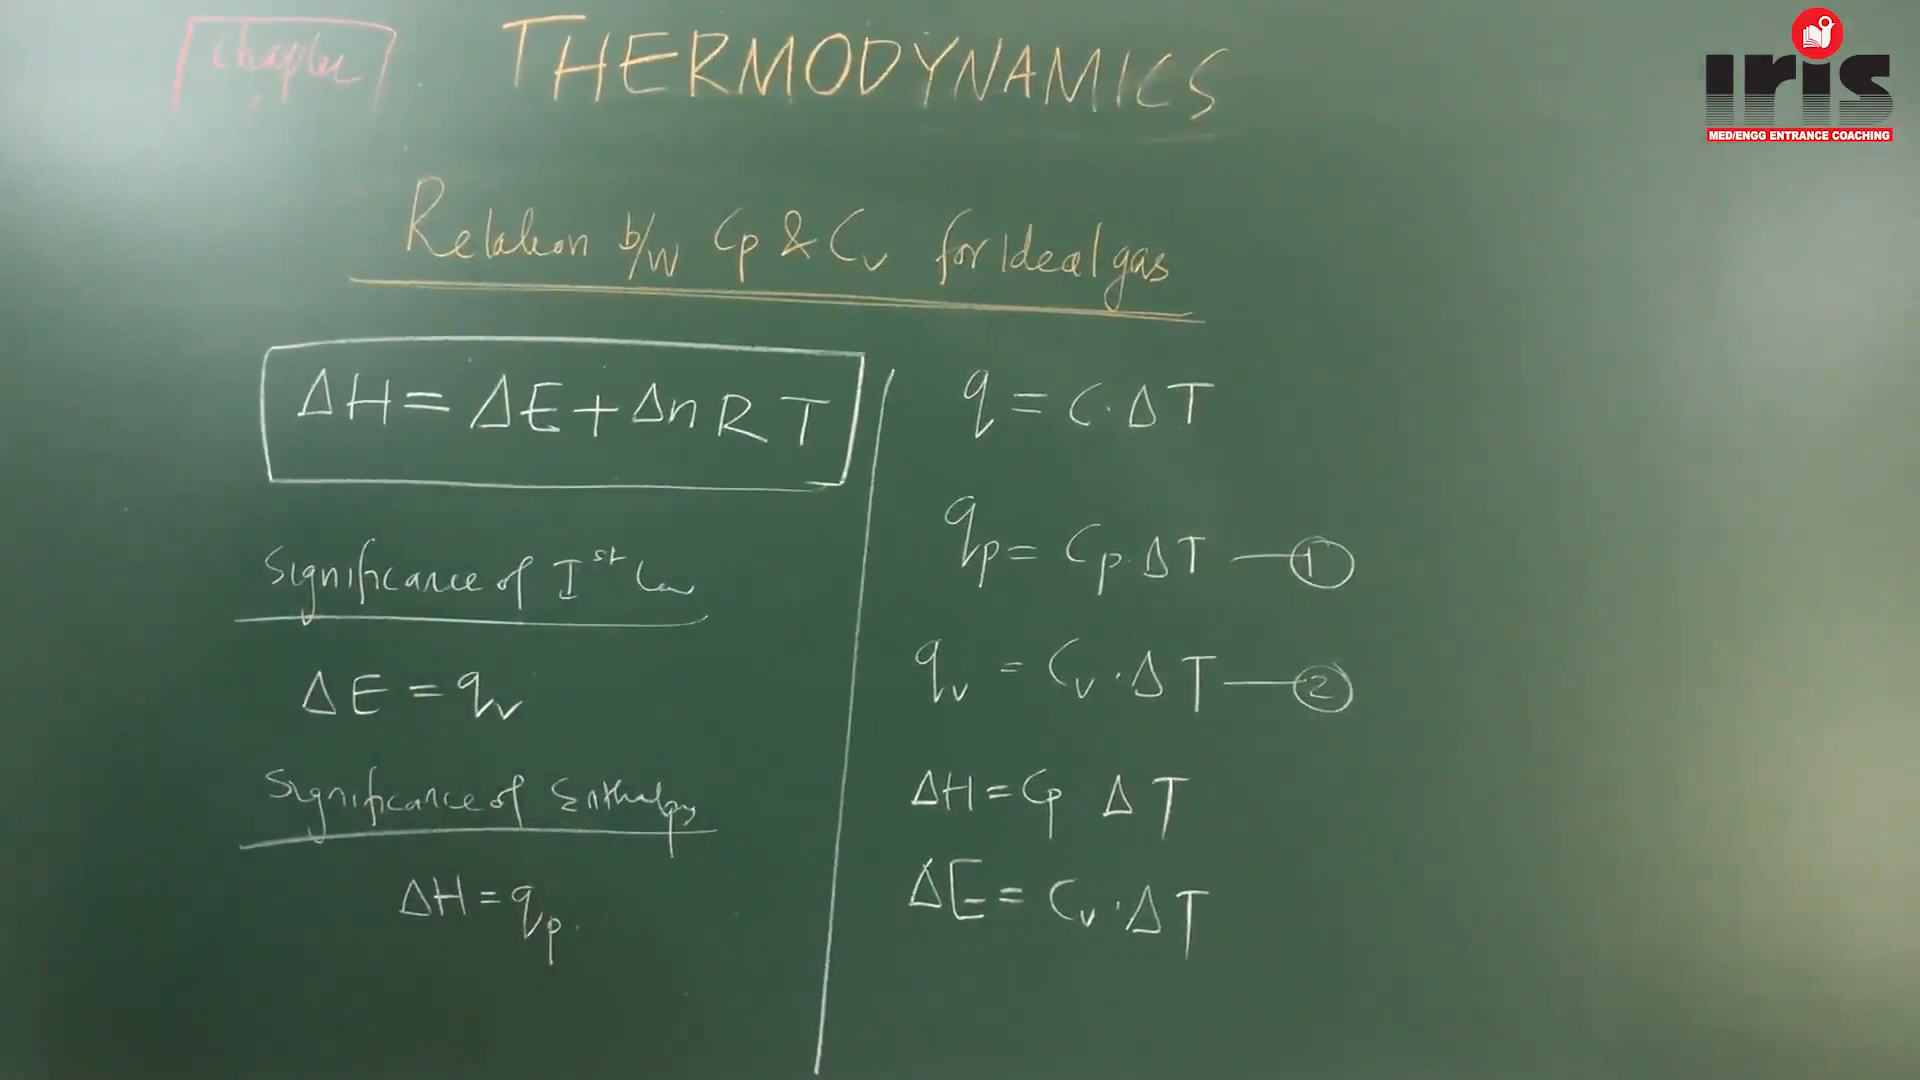 Chapter
THERMODYNAMICS
Iris
MED/ENGG ENTRANCE COACHING
Relation b/w Cp & Cv for Ideal gas
ΔH = ΔE + Δn R T
Significance of Iˢᵗ Law
ΔE = qv
Significance of Enthalpy
ΔH = qp.
q = C.ΔT
qp = Cp.ΔT — ①
qv = Cv.ΔT — ②
ΔH = Cp ΔT
ΔE = Cv.ΔT